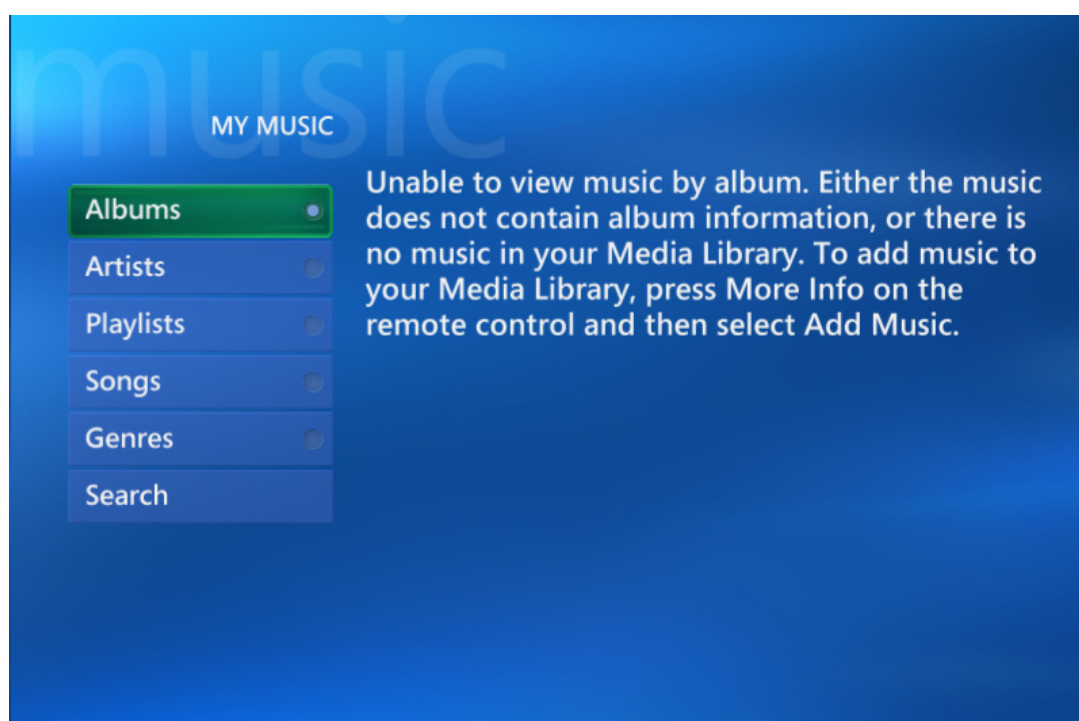 music
MY MUSIC
Albums
Artists
Playlists
Songs
Genres
Search
Unable to view music by album. Either the music
does not contain album information, or there is
no music in your Media Library. To add music to
your Media Library, press More Info on the
remote control and then select Add Music.